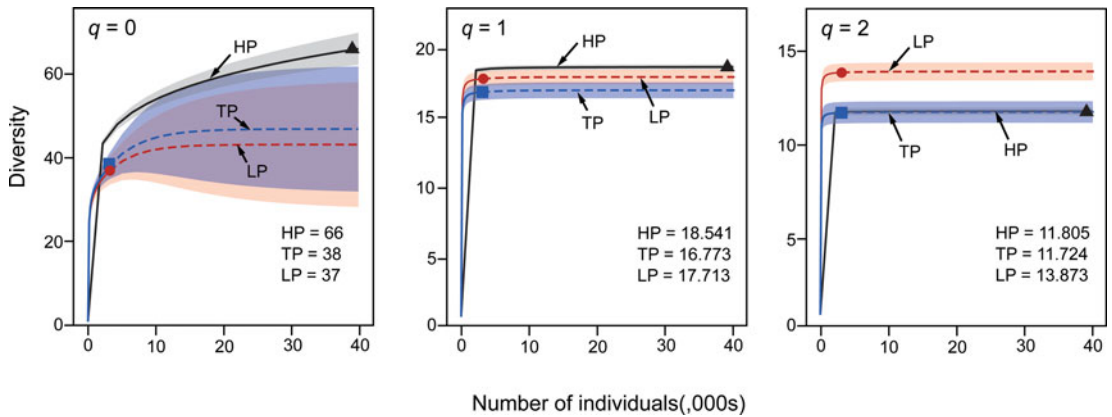 q = 0
HP
TP
LP
HP = 66
TP = 38
LP = 37
60
40
20
0
0 10 20 30 40
Diversity
q = 1
HP
LP
TP
HP = 18.541
TP = 16.773
LP = 17.713
20
15
10
5
0
0 10 20 30 40
q = 2
LP
HP
TP
HP = 11.805
TP = 11.724
LP = 13.873
15
10
5
0
0 10 20 30 40
Number of individuals(,000s)